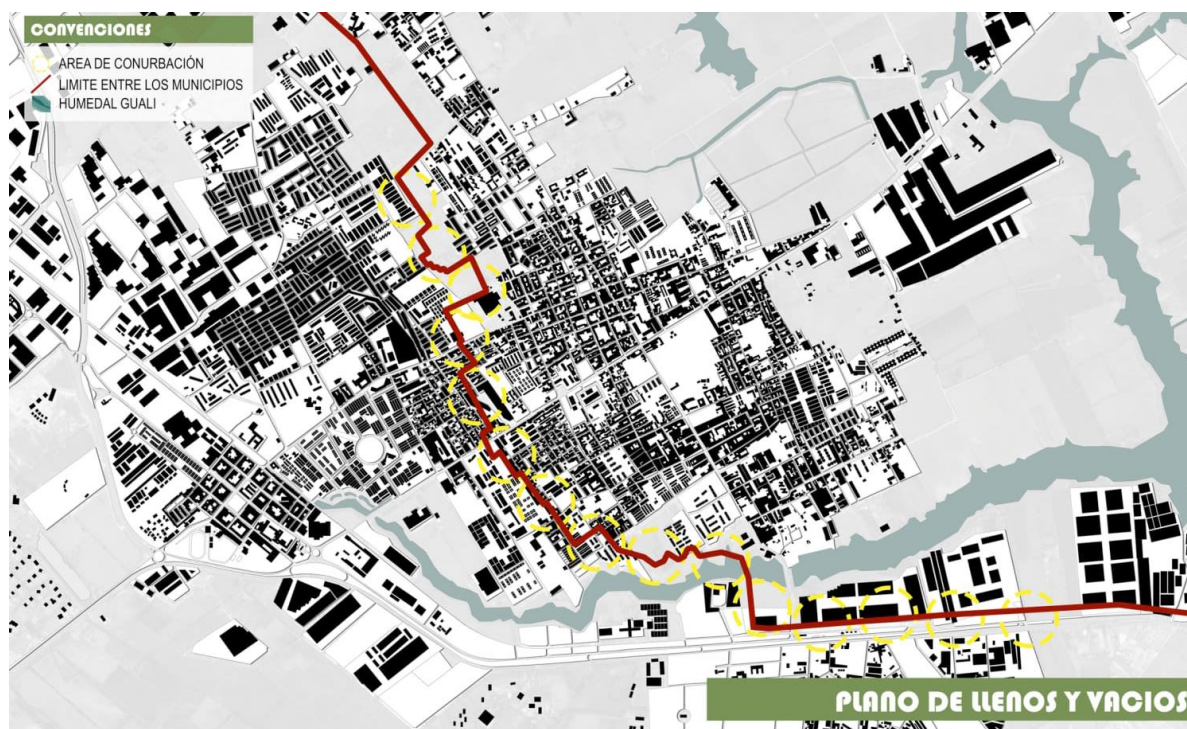 CONVENCIONES
AREA DE CONURBACIÓN
LIMITE ENTRE LOS MUNICIPIOS
HUMEDAL GUALI
PLANO DE LLENOS Y VACIOS